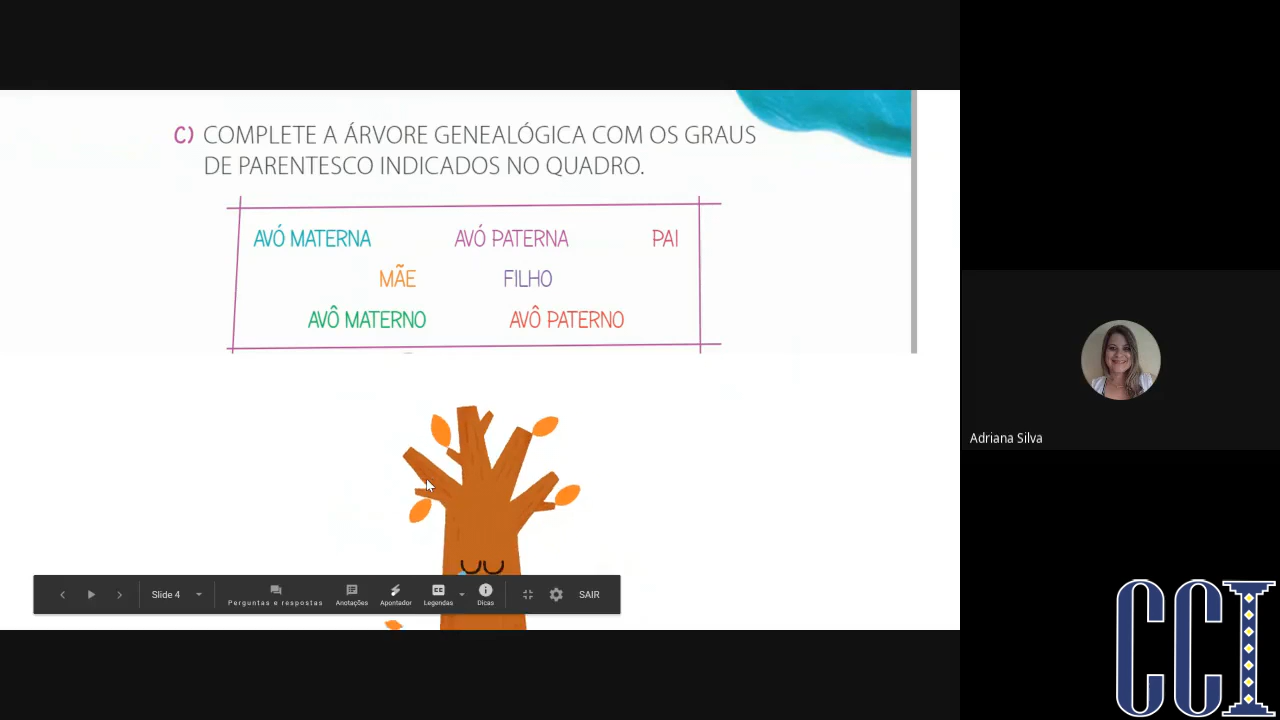 C) COMPLETE A ÁRVORE GENEALÓGICA COM OS GRAUS
DE PARENTESCO INDICADOS NO QUADRO.
AVÓ MATERNA AVÓ PATERNA PAI
MÃE FILHO
AVÔ MATERNO AVÔ PATERNO
Adriana Silva
Slide 4
Perguntas e respostas Anotações Apontador Legendas Dicas
SAIR
CCI